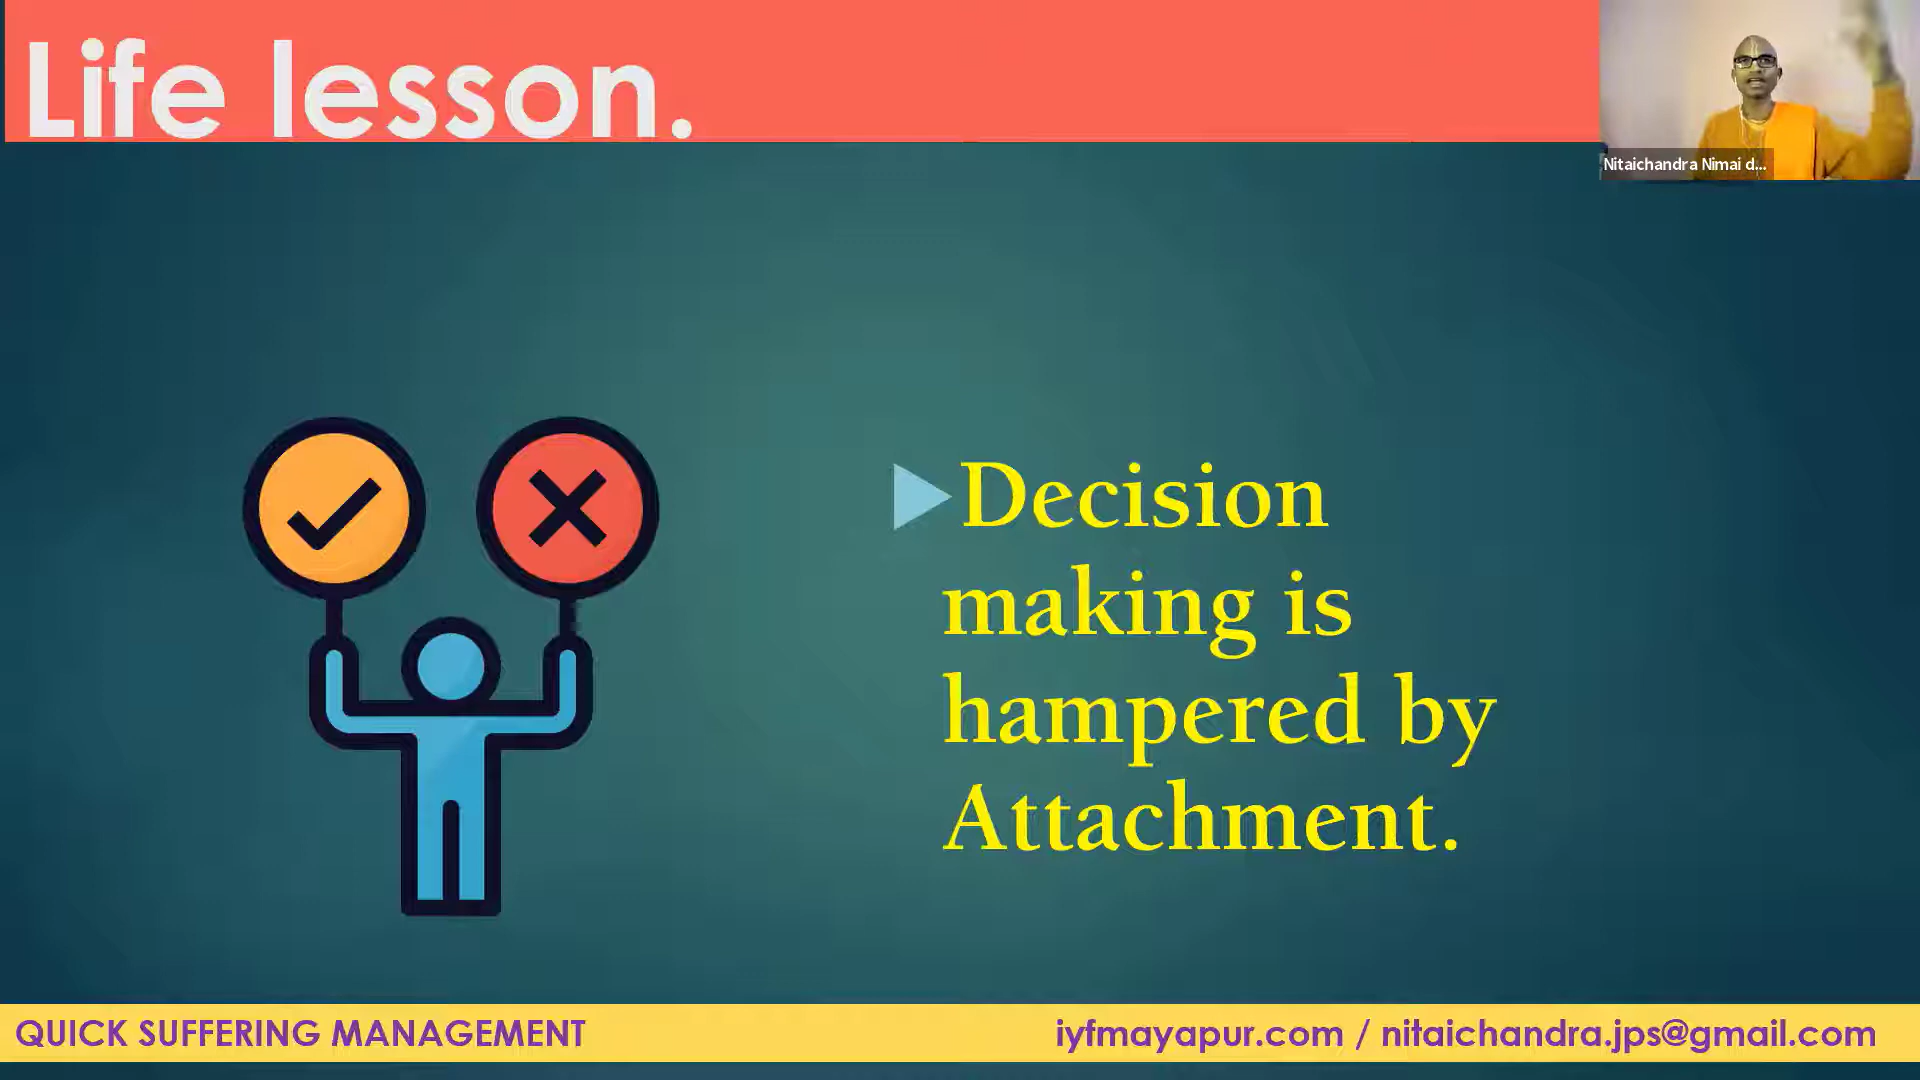 Life lesson.
Nitaichandra Nimai d...
Decision
making is
hampered by
Attachment.
QUICK SUFFERING MANAGEMENT
iyfmayapur.com / nitaichandra.jps@gmail.com